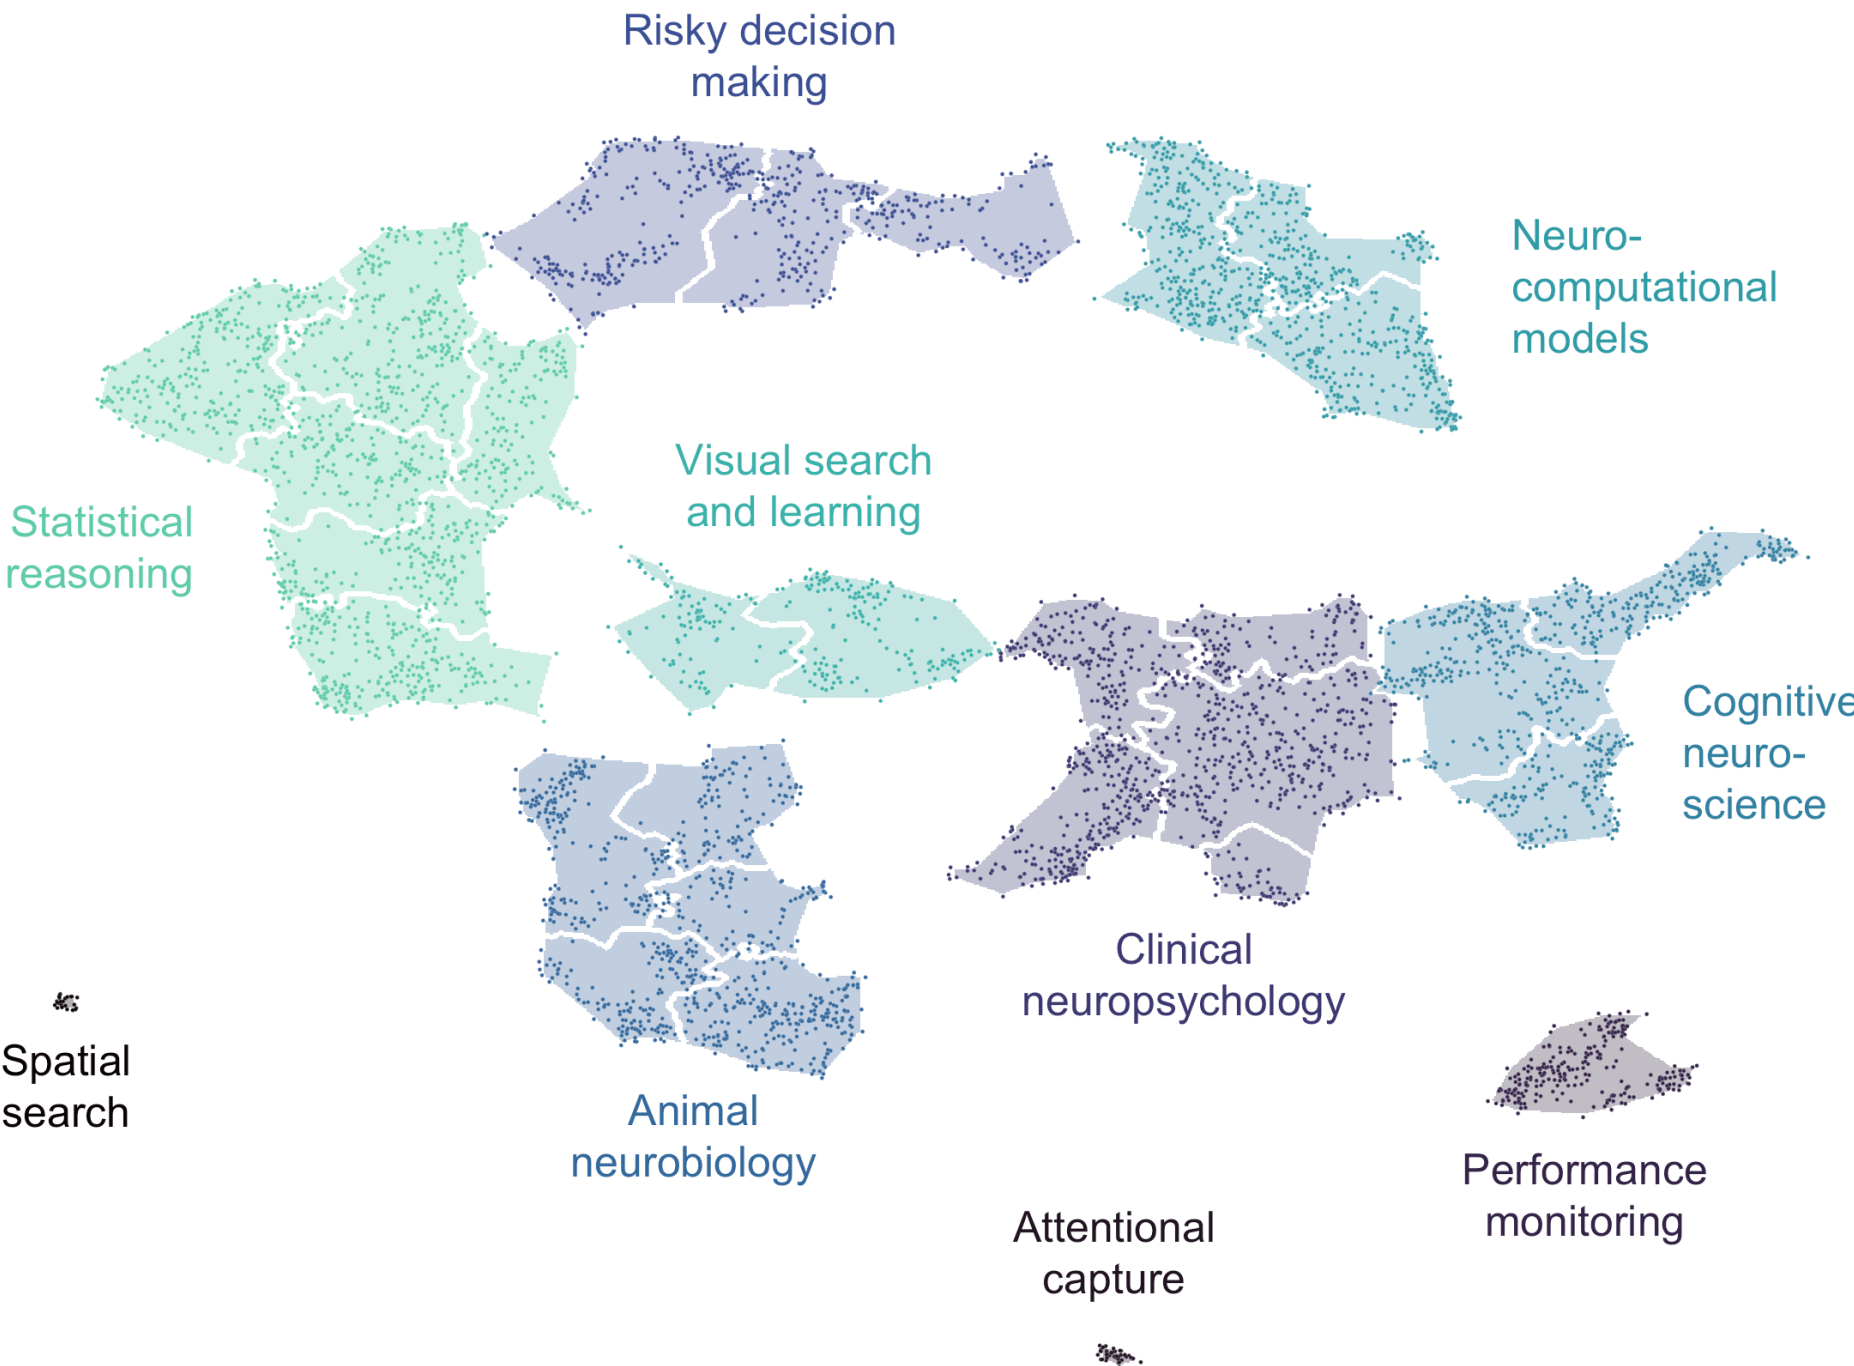 Risky decision
making
Neuro-
computational
models
Visual search
and learning
Statistical
reasoning
Cognitive
neuro-
science
Clinical
neuropsychology
Spatial
search
Animal
neurobiology
Performance
monitoring
Attentional
capture